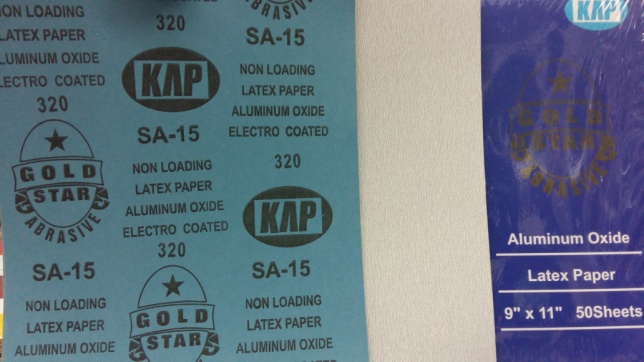 ON LOADING
LATEX PAPER
ALUMINUM OXIDE
ELECTRO COATED
320
GOLD
STAR
ABRASIVE
SA-15
NON LOADING
LATEX PAPER
ALUMINUM OXIDE
320
KAP
SA-15
NON LOADING
LATEX PAPER
ALUMINUM OXIDE
ELECTRO COATED
320
GOLD
STAR
ABRASIVE
SA-15
NON LOADING
LATEX PAPER
ALUMINUM OXIDE
ELECTRO COATED
320
KAP
SA-15
NON LOADING
LATEX PAPER
ALUMINUM OXIDE
KAP
GOLD
STAR
ABRASIVE
Aluminum Oxide
Latex Paper
9" x 11" 50Sheets